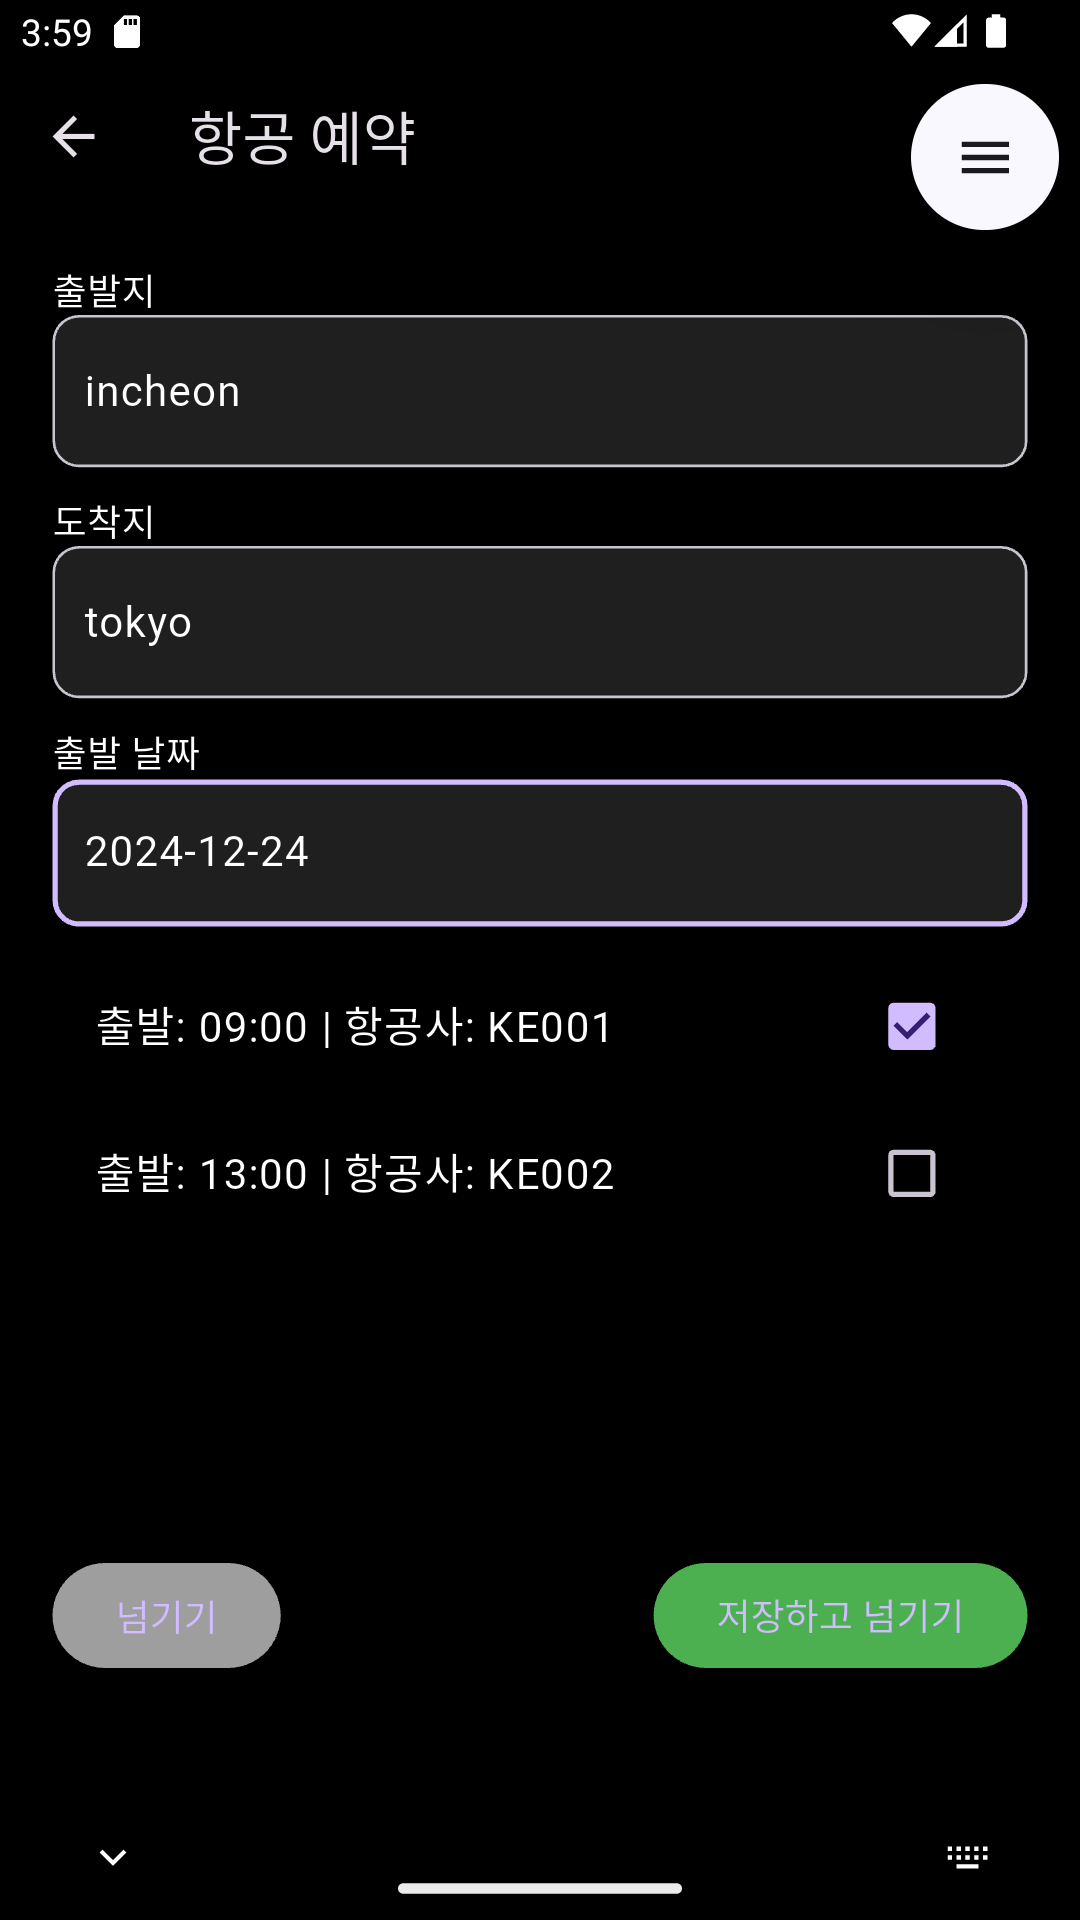 3:59
항공 예약
출발지
incheon
도착지
tokyo
출발 날짜
2024-12-24
출발: 09:00 | 항공사: KE001
출발: 13:00 | 항공사: KE002
넘기기
저장하고 넘기기